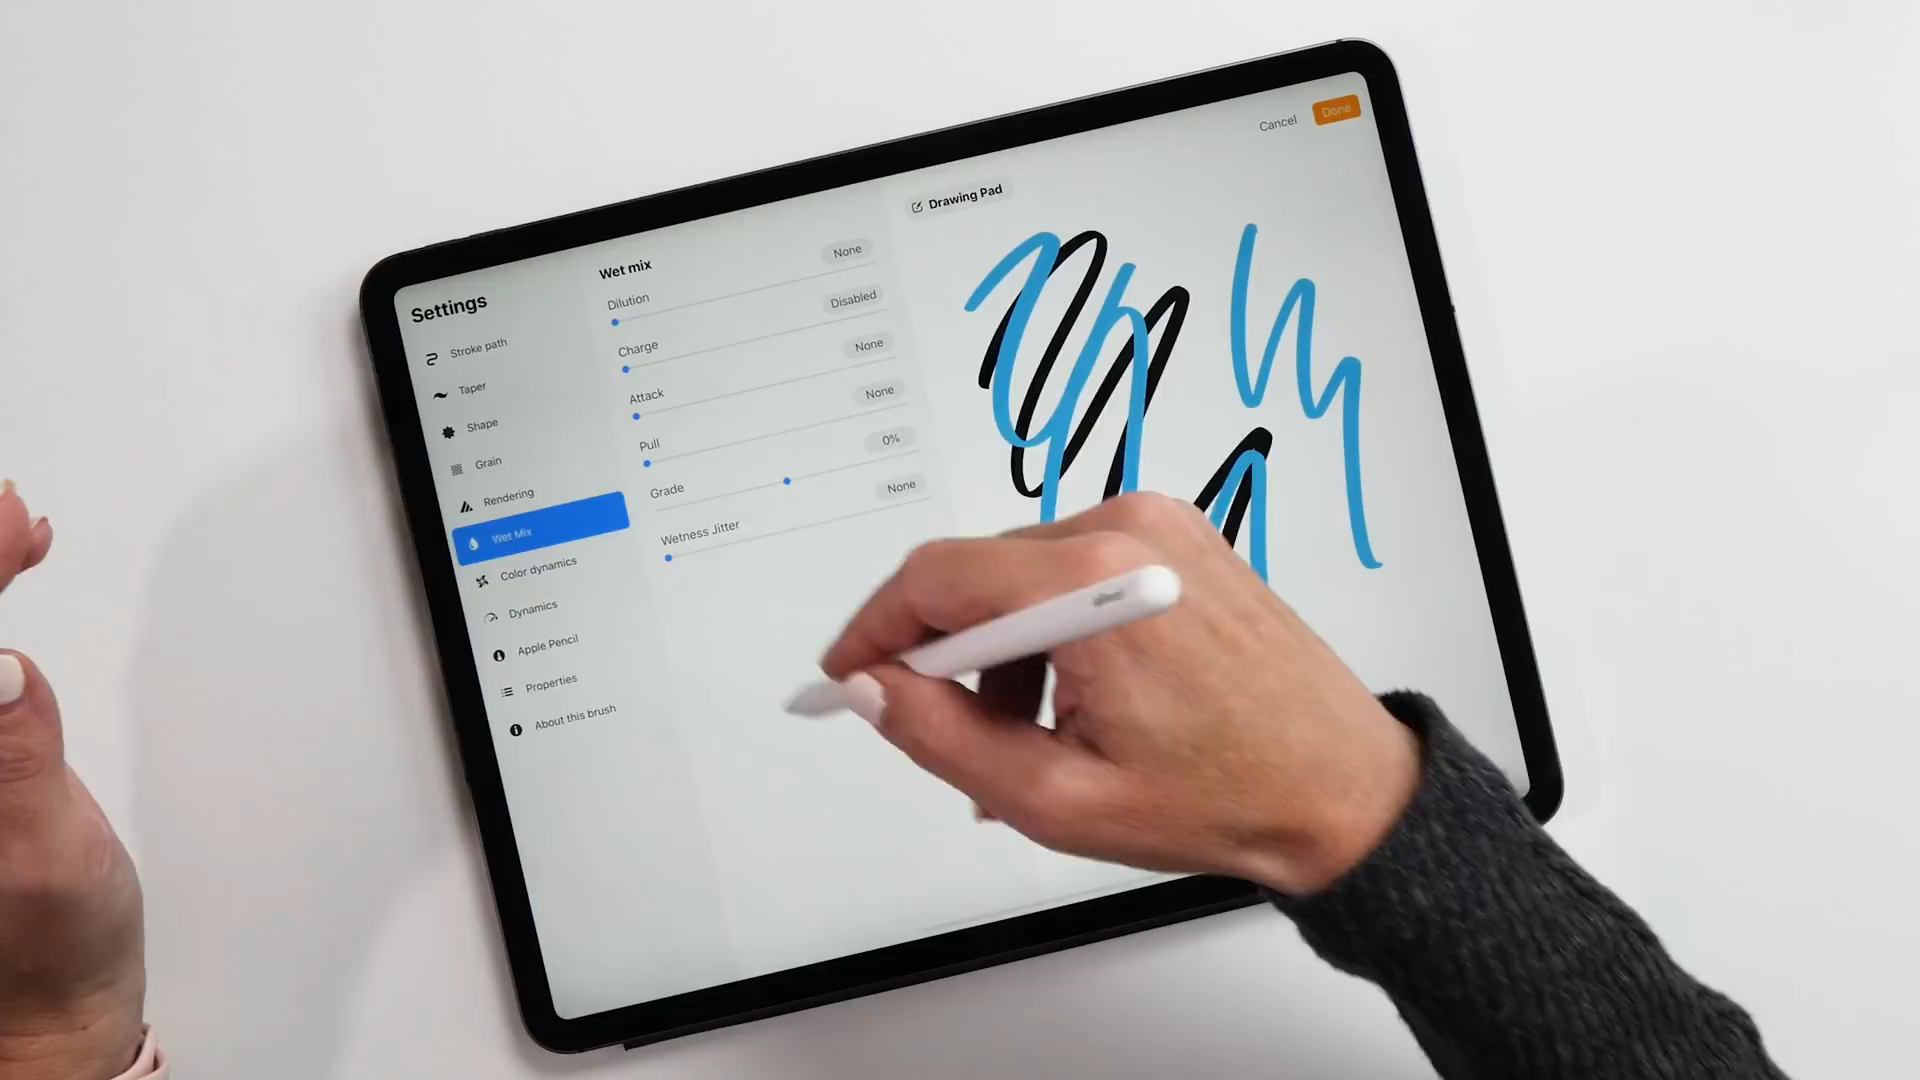 Cancel
Done
Drawing Pad
Settings
Stroke path
Taper
Shape
Grain
Rendering
Wet Mix
Color dynamics
Dynamics
Apple Pencil
Properties
About this brush
Wet mix
Dilution
None
Charge
Disabled
Attack
None
Pull
None
Grade
0%
Wetness Jitter
None